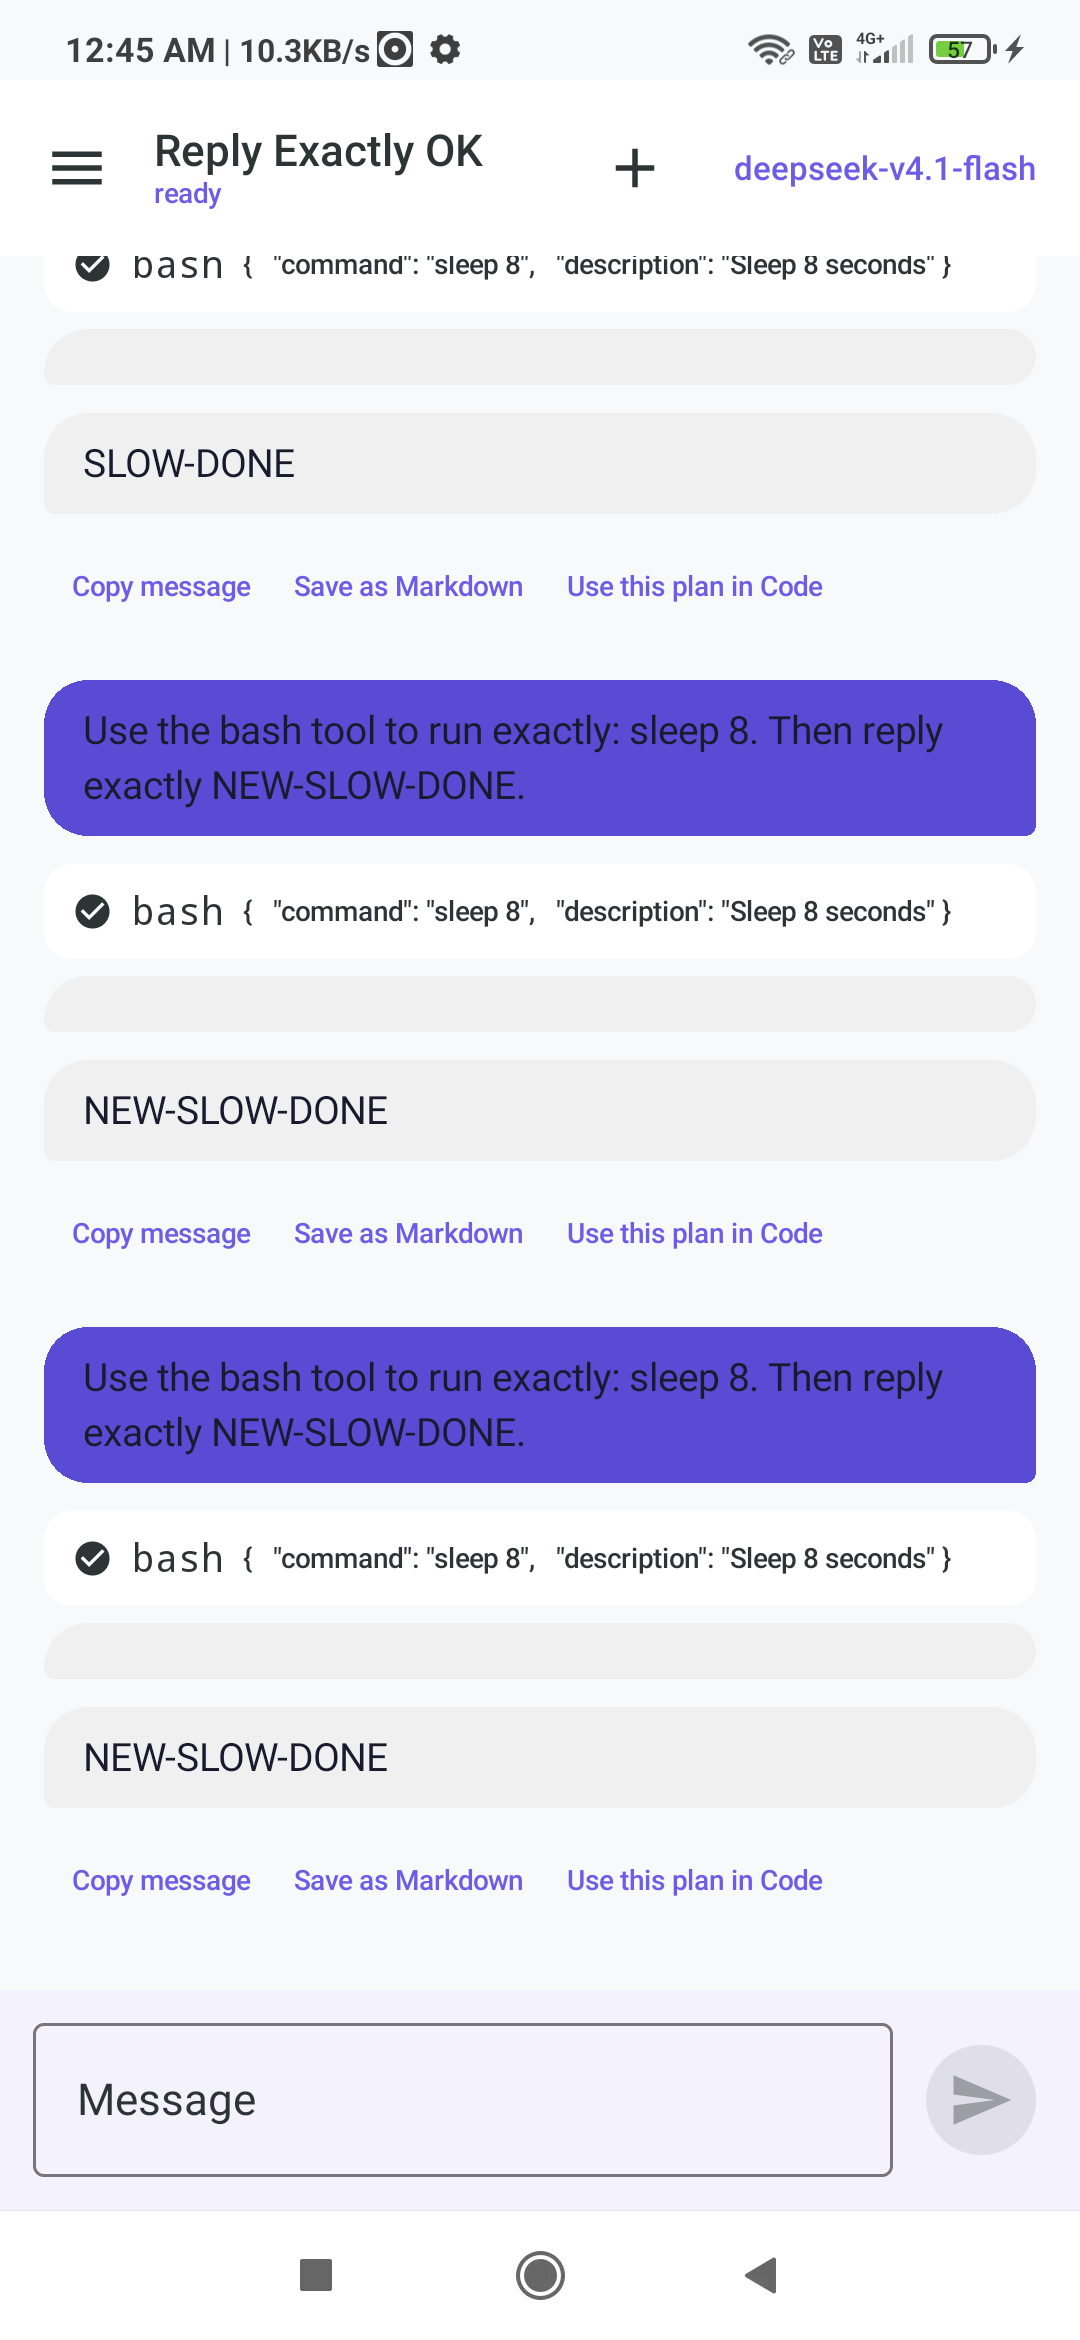 12:45 AM | 10.3KB/s
Vo LTE
4G+
57
Reply Exactly OK
ready
deepseek-v4.1-flash
bash { "command": "sleep 8", "description": "Sleep 8 seconds" }
SLOW-DONE
Copy message Save as Markdown Use this plan in Code
Use the bash tool to run exactly: sleep 8. Then reply
exactly NEW-SLOW-DONE.
bash { "command": "sleep 8", "description": "Sleep 8 seconds" }
NEW-SLOW-DONE
Copy message Save as Markdown Use this plan in Code
Use the bash tool to run exactly: sleep 8. Then reply
exactly NEW-SLOW-DONE.
bash { "command": "sleep 8", "description": "Sleep 8 seconds" }
NEW-SLOW-DONE
Copy message Save as Markdown Use this plan in Code
Message